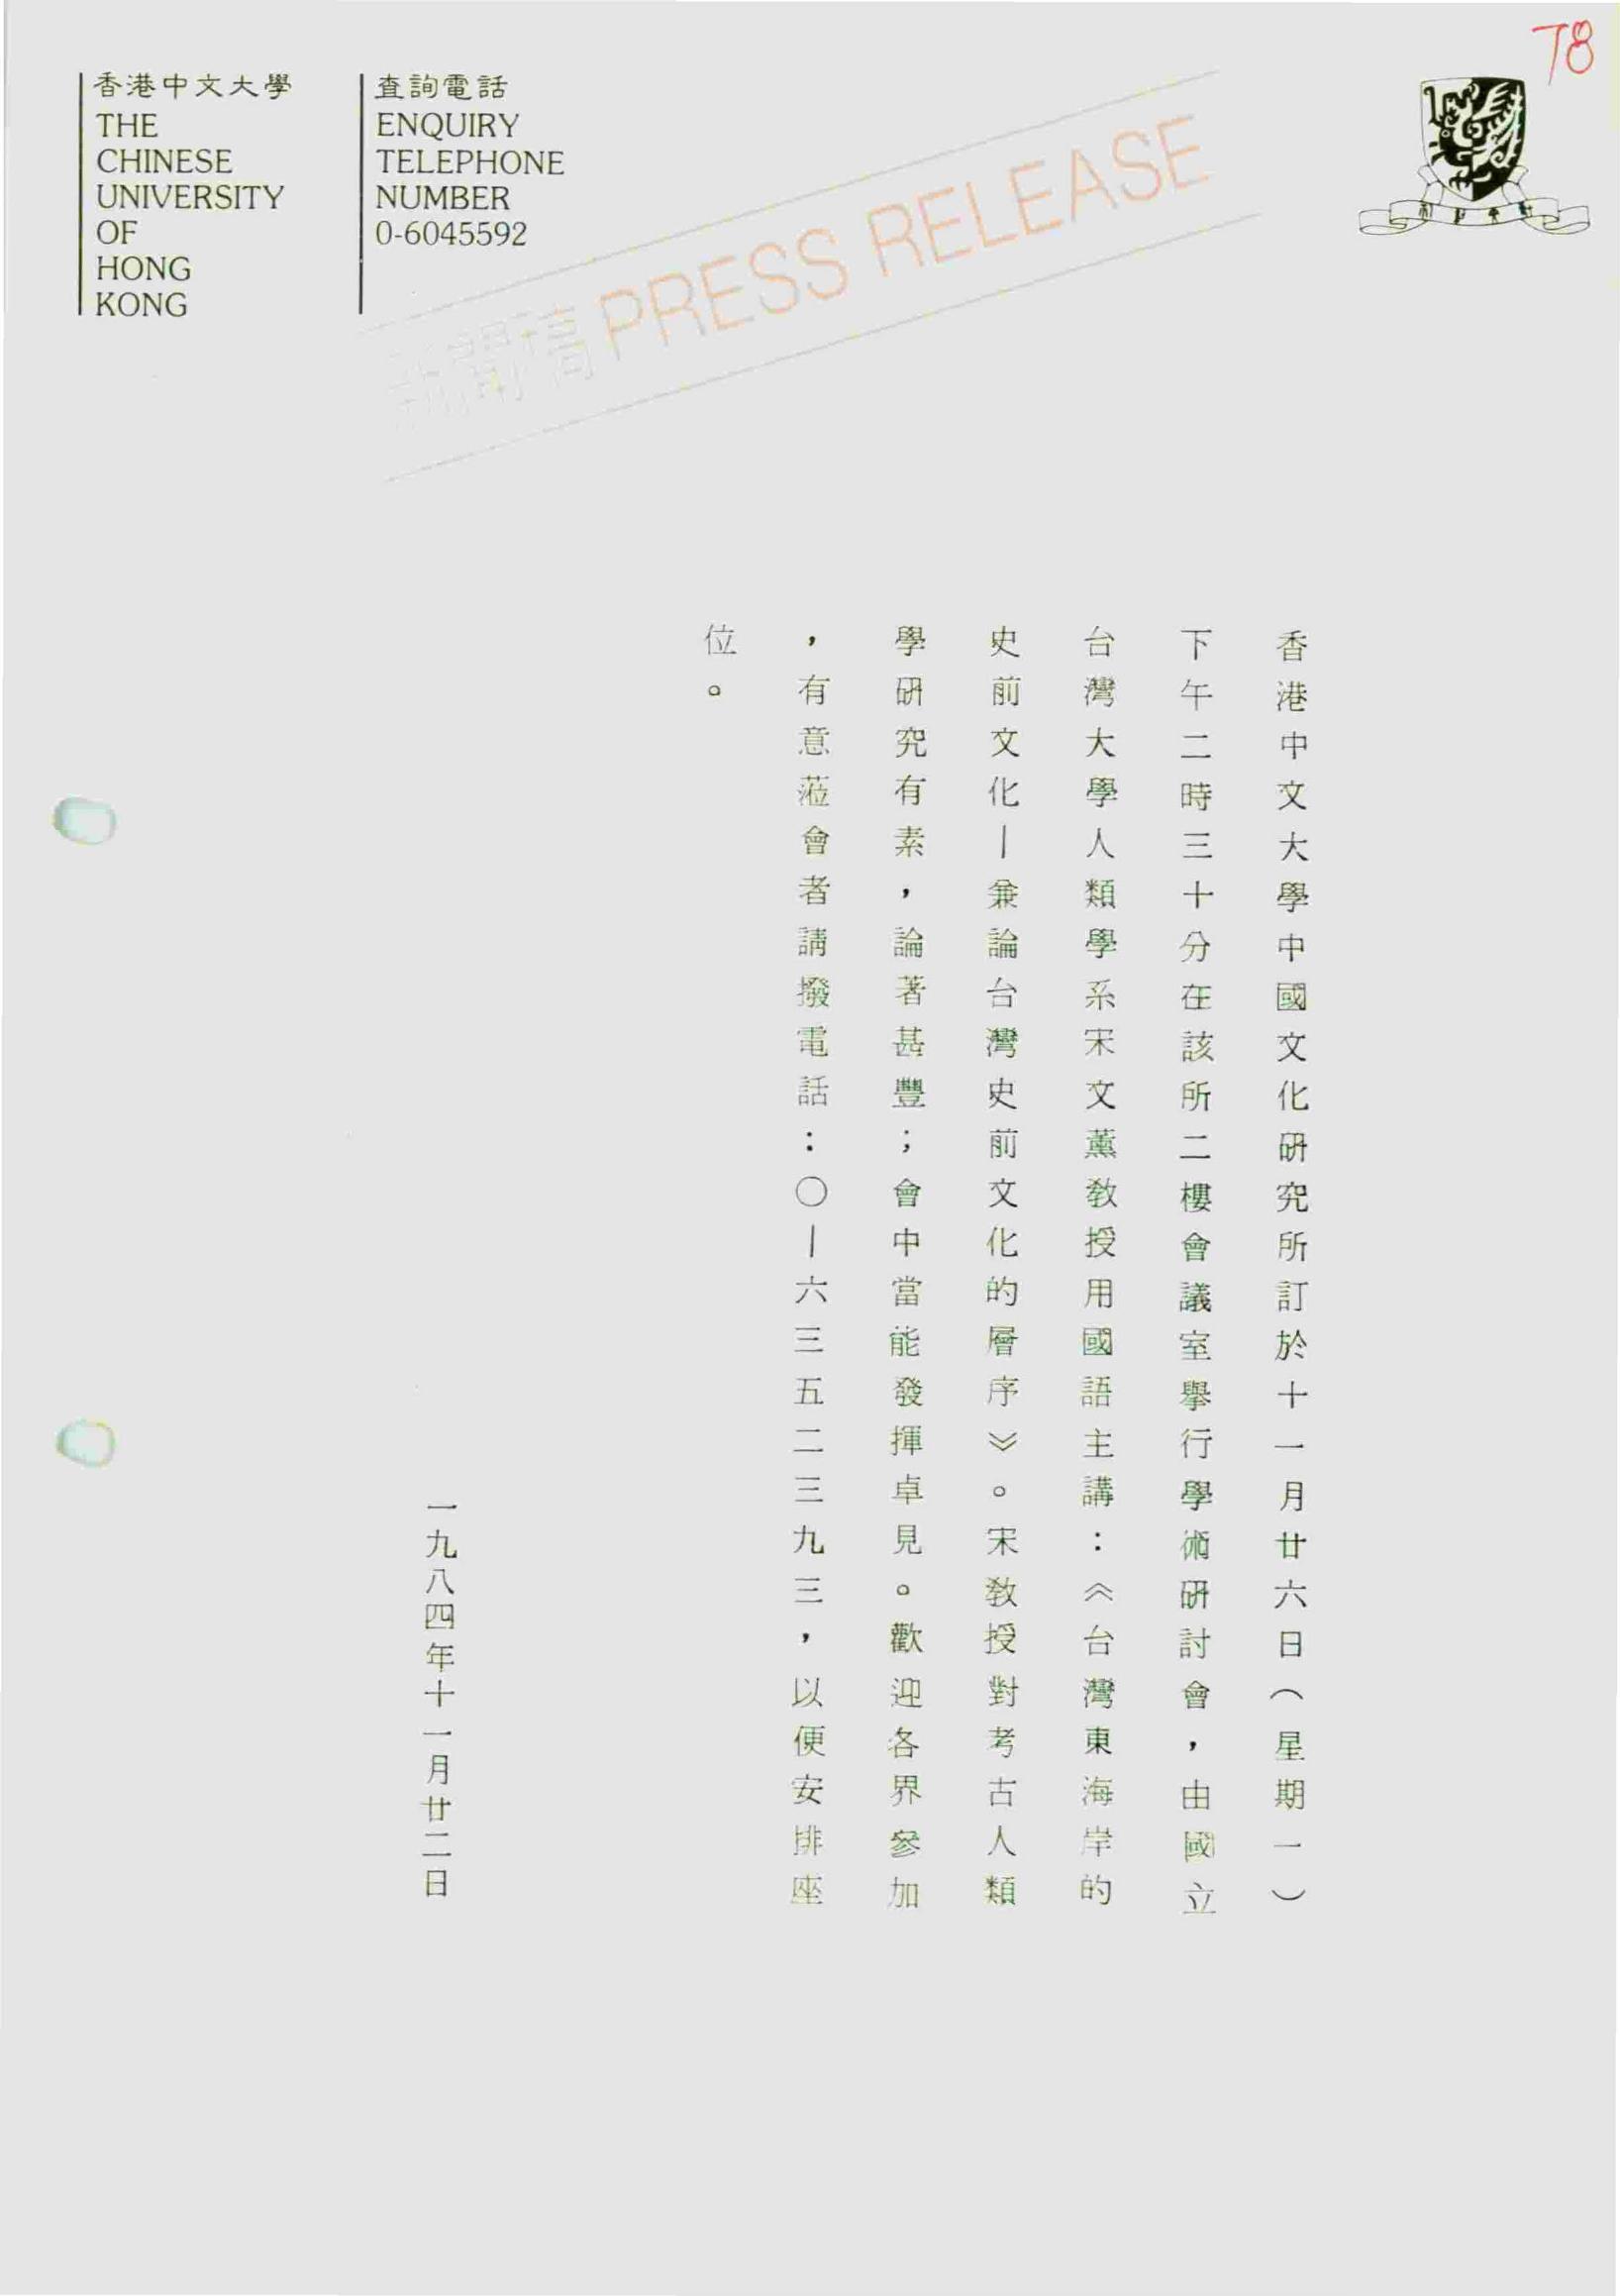 78
香港中文大學
THE
CHINESE
UNIVERSITY
OF
HONG
KONG
查詢電話
ENQUIRY
TELEPHONE
NUMBER
0-6045592
新聞稿 PRESS RELEASE
香港中文大學中國文化研究所訂於十一月廿六日（星期一）
下午二時三十分在該所二樓會議室舉行學術研討會，由國立
台灣大學人類學系宋文薰教授用國語主講：《台灣東海岸的
史前文化—兼論台灣史前文化的層序》。宋教授對考古人類
學研究有素，論著甚豐；會中當能發揮卓見。歡迎各界參加
，有意蒞會者請撥電話：〇—六三五二三九三，以便安排座
位。
一九八四年十一月廿二日